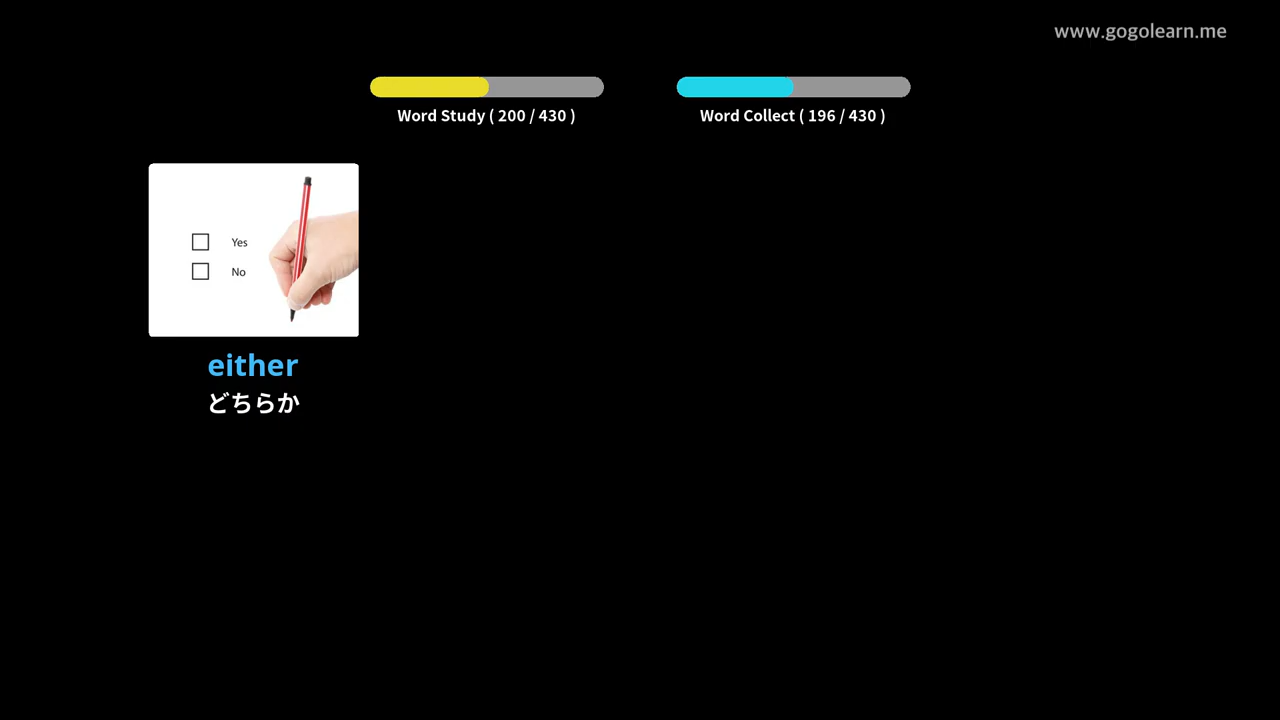 www.gogolearn.me
Word Study ( 200 / 430 )
Word Collect ( 196 / 430 )
Yes
No
either
どちらか